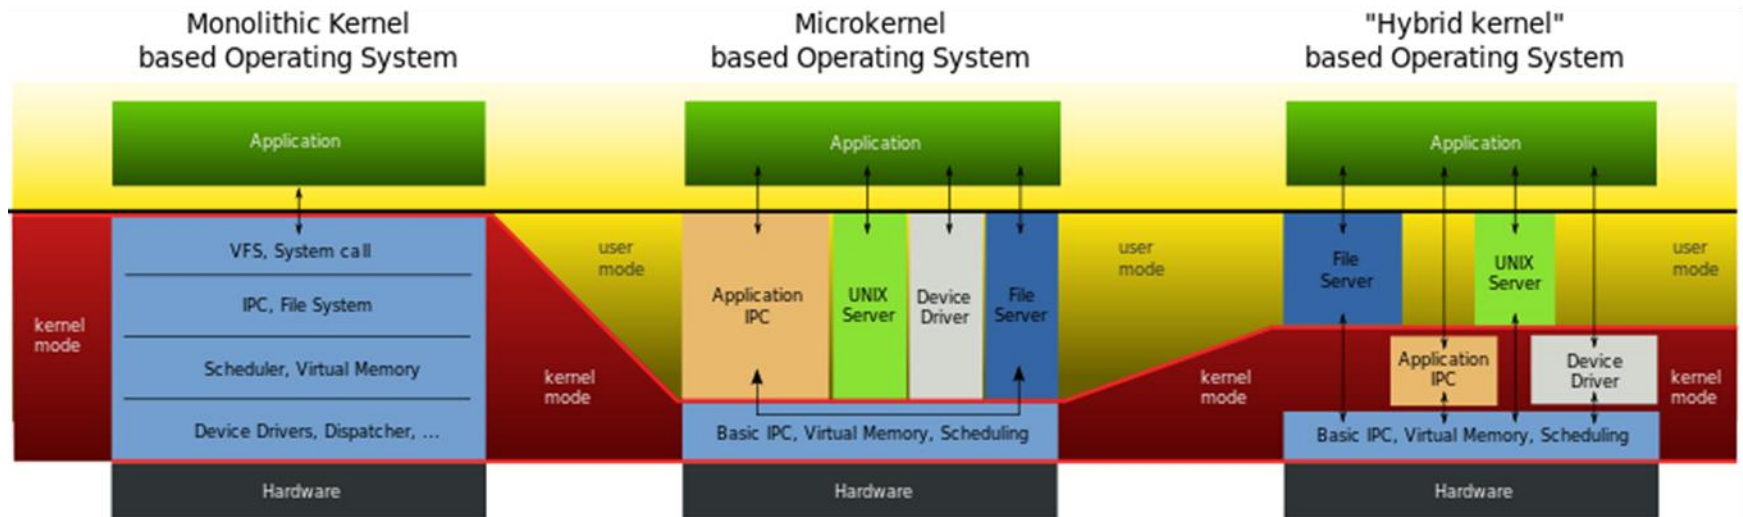 Monolithic Kernel
based Operating System
Microkernel
based Operating System
"Hybrid kernel"
based Operating System
Application
VFS, System call
IPC, File System
Scheduler, Virtual Memory
Device Drivers, Dispatcher, ...
Hardware
kernel
mode
kernel
mode
user
mode
Application
Application
IPC
UNIX
Server
Device
Driver
File
Server
Basic IPC, Virtual Memory, Scheduling
Hardware
user
mode
kernel
mode
Application
File
Server
UNIX
Server
Application
IPC
Device
Driver
Basic IPC, Virtual Memory, Scheduling
Hardware
user
mode
kernel
mode